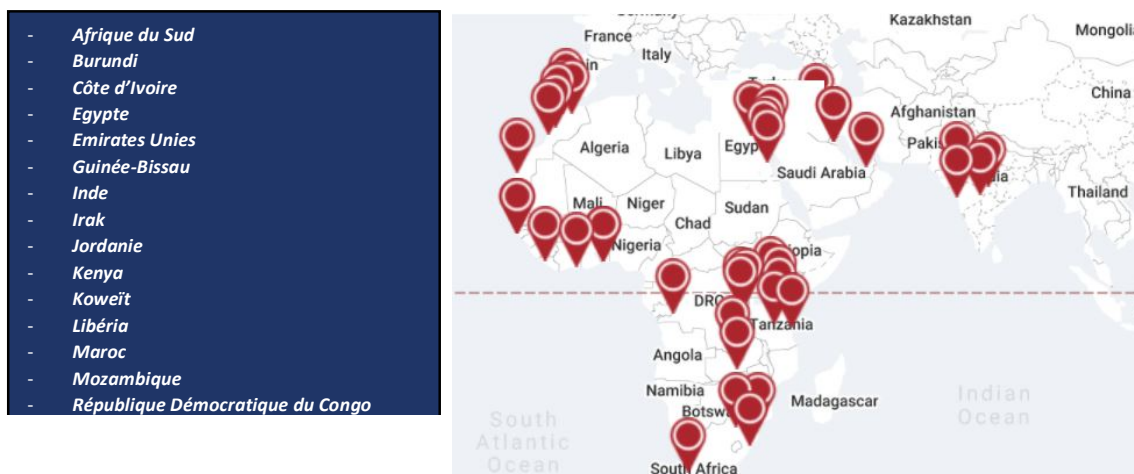 - Afrique du Sud
- Burundi
- Côte d'Ivoire
- Egypte
- Emirates Unies
- Guinée-Bissau
- Inde
- Irak
- Jordanie
- Kenya
- Koweït
- Libéria
- Maroc
- Mozambique
- République Démocratique du Congo
Kazakhstan
Mongolia
France
Italy
China
Afghanistan
Algeria
Libya
Saudi Arabia
Thailand
Mali
Niger
Chad
Sudan
Nigeria
DRC
Tanzania
Angola
Namibia
Madagascar
Indian
Ocean
South
Atlantic
Ocean
South Africa